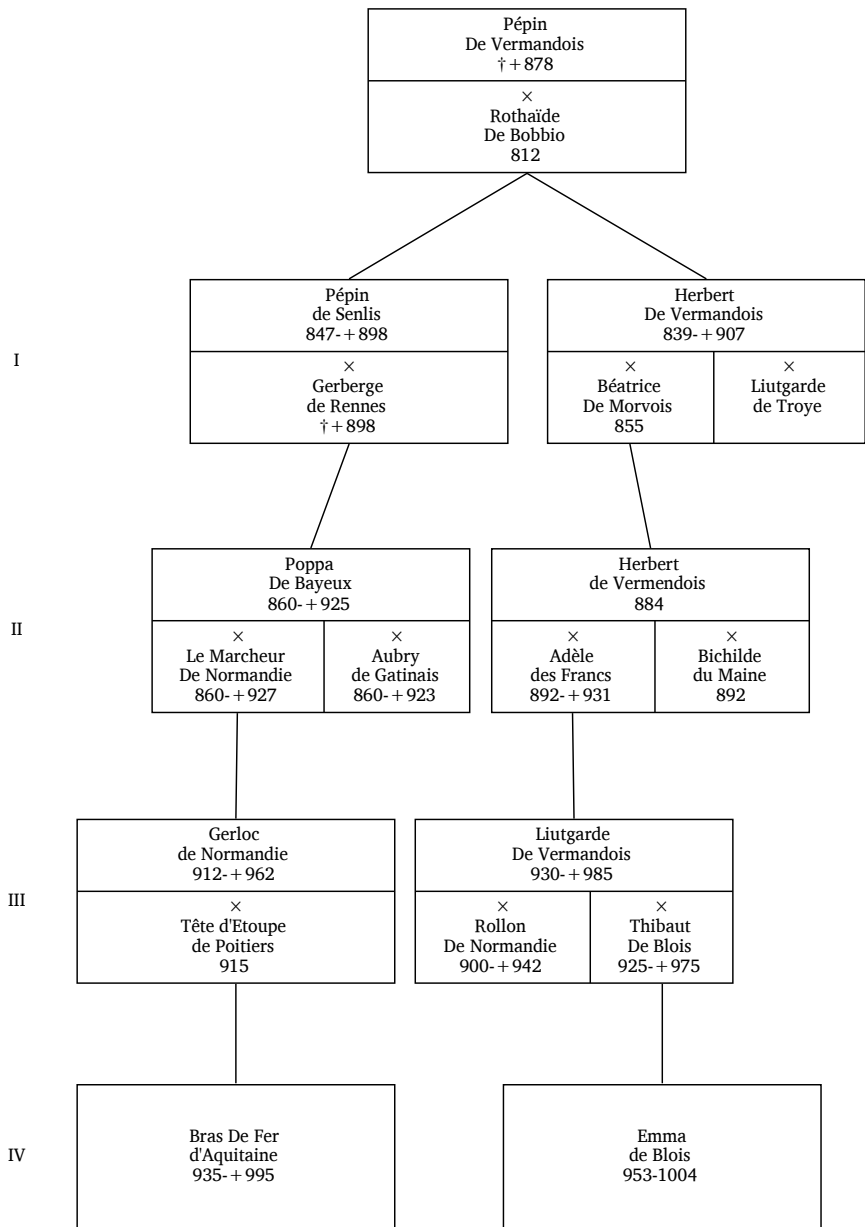 Pépin
De Vermandois
†+878
×
Rothaïde
De Bobbio
812
I
Pépin
de Senlis
847-+898
×
Gerberge
de Rennes
†+898
Herbert
De Vermandois
839-+907
×
Béatrice
De Morvois
855
×
Liutgarde
de Troye
II
Poppa
De Bayeux
860-+925
×
Le Marcheur
De Normandie
860-+927
×
Aubry
de Gatinais
860-+923
Herbert
de Vermendois
884
×
Adèle
des Francs
892-+931
×
Bichilde
du Maine
892
III
Gerloc
de Normandie
912-+962
×
Tête d'Etoupe
de Poitiers
915
Liutgarde
De Vermandois
930-+985
×
Rollon
De Normandie
900-+942
×
Thibaut
De Blois
925-+975
IV
Bras De Fer
d'Aquitaine
935-+995
Emma
de Blois
953-1004